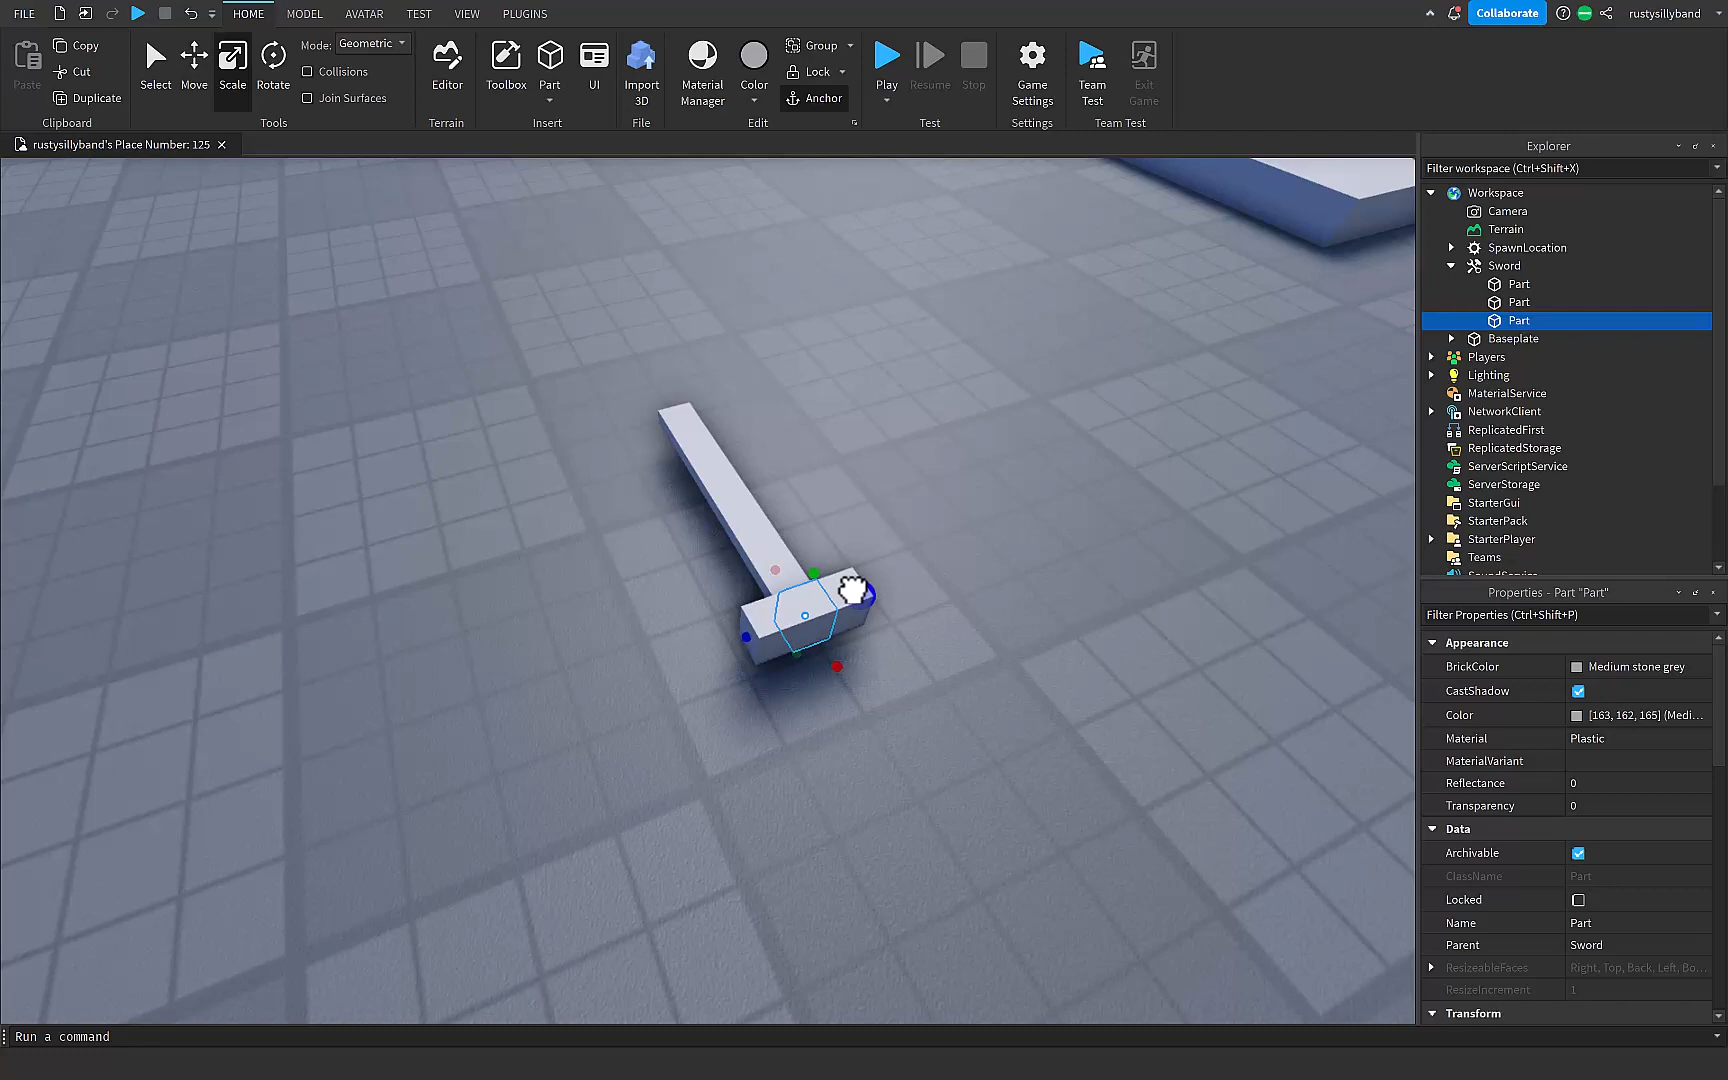 FILE HOME MODEL AVATAR TEST VIEW PLUGINS Collaborate rustysillyband
Paste Copy Cut Duplicate
Clipboard
Select Move Scale Rotate
Mode: Geometric
Collisions
Join Surfaces
Tools
Editor
Terrain
Toolbox Part UI
Insert
Import
3D
File
Material
Manager
Color
Group
Lock
Anchor
Edit
Play Resume Stop
Test
Game
Settings
Settings
Team
Test
Exit
Game
Team Test
rustysillyband's Place Number: 125
Explorer
Filter workspace (Ctrl+Shift+X)
Workspace
Camera
Terrain
SpawnLocation
Sword
Part
Part
Part
Baseplate
Players
Lighting
MaterialService
NetworkClient
ReplicatedFirst
ReplicatedStorage
ServerScriptService
ServerStorage
StarterGui
StarterPack
StarterPlayer
Teams
Properties - Part "Part"
Filter Properties (Ctrl+Shift+P)
Appearance
BrickColor Medium stone grey
CastShadow
Color [163, 162, 165] (Medi...
Material Plastic
MaterialVariant
Reflectance 0
Transparency 0
Data
Archivable
ClassName Part
Locked
Name Part
Parent Sword
ResizeableFaces Right, Top, Back, Left, Bo...
ResizeIncrement 1
Transform
Run a command